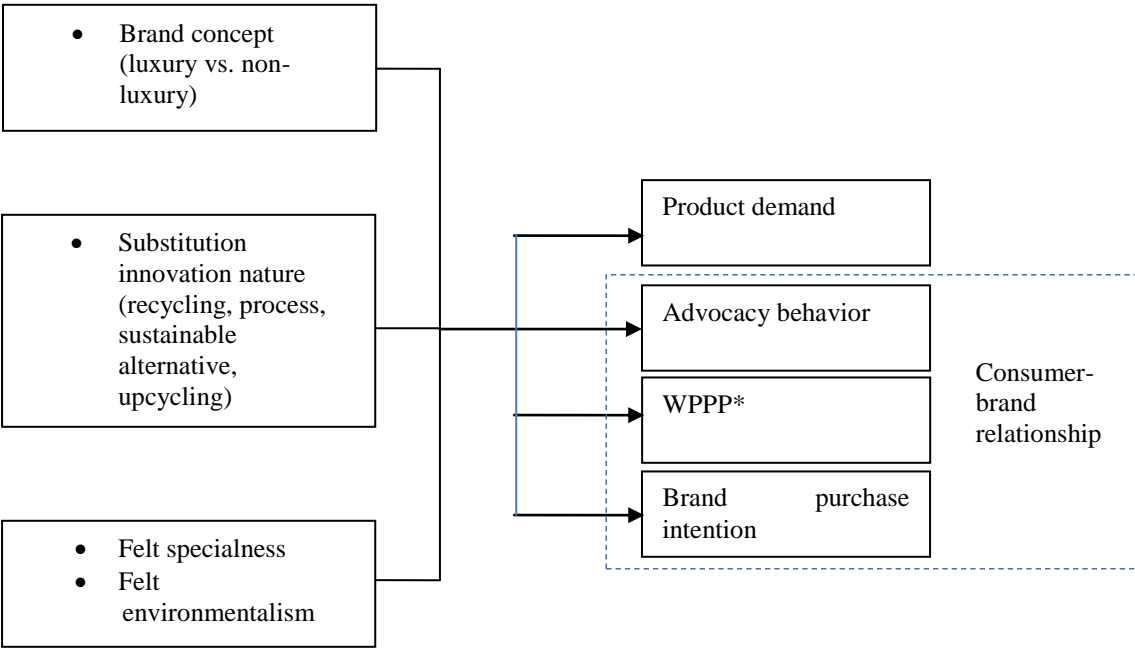 • Brand concept
(luxury vs. non-
luxury)
• Substitution
innovation nature
(recycling, process,
sustainable
alternative,
upcycling)
• Felt specialness
• Felt
environmentalism
Product demand
Advocacy behavior
WPPP*
Brand purchase
intention
Consumer-
brand
relationship